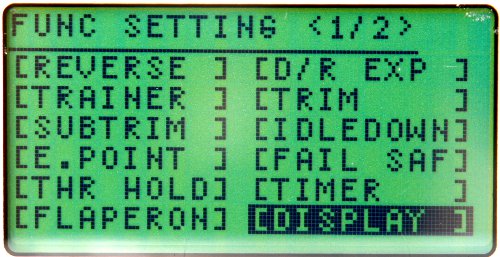 FUNC SETTING <1/2>
[REVERSE ] [D/R EXP ]
[TRAINER ] [TRIM    ]
[SUBTRIM ] [IDLEDOWN]
[E.POINT ] [FAIL SAF]
[THR HOLD] [TIMER   ]
[FLAPERON] [DISPLAY ]